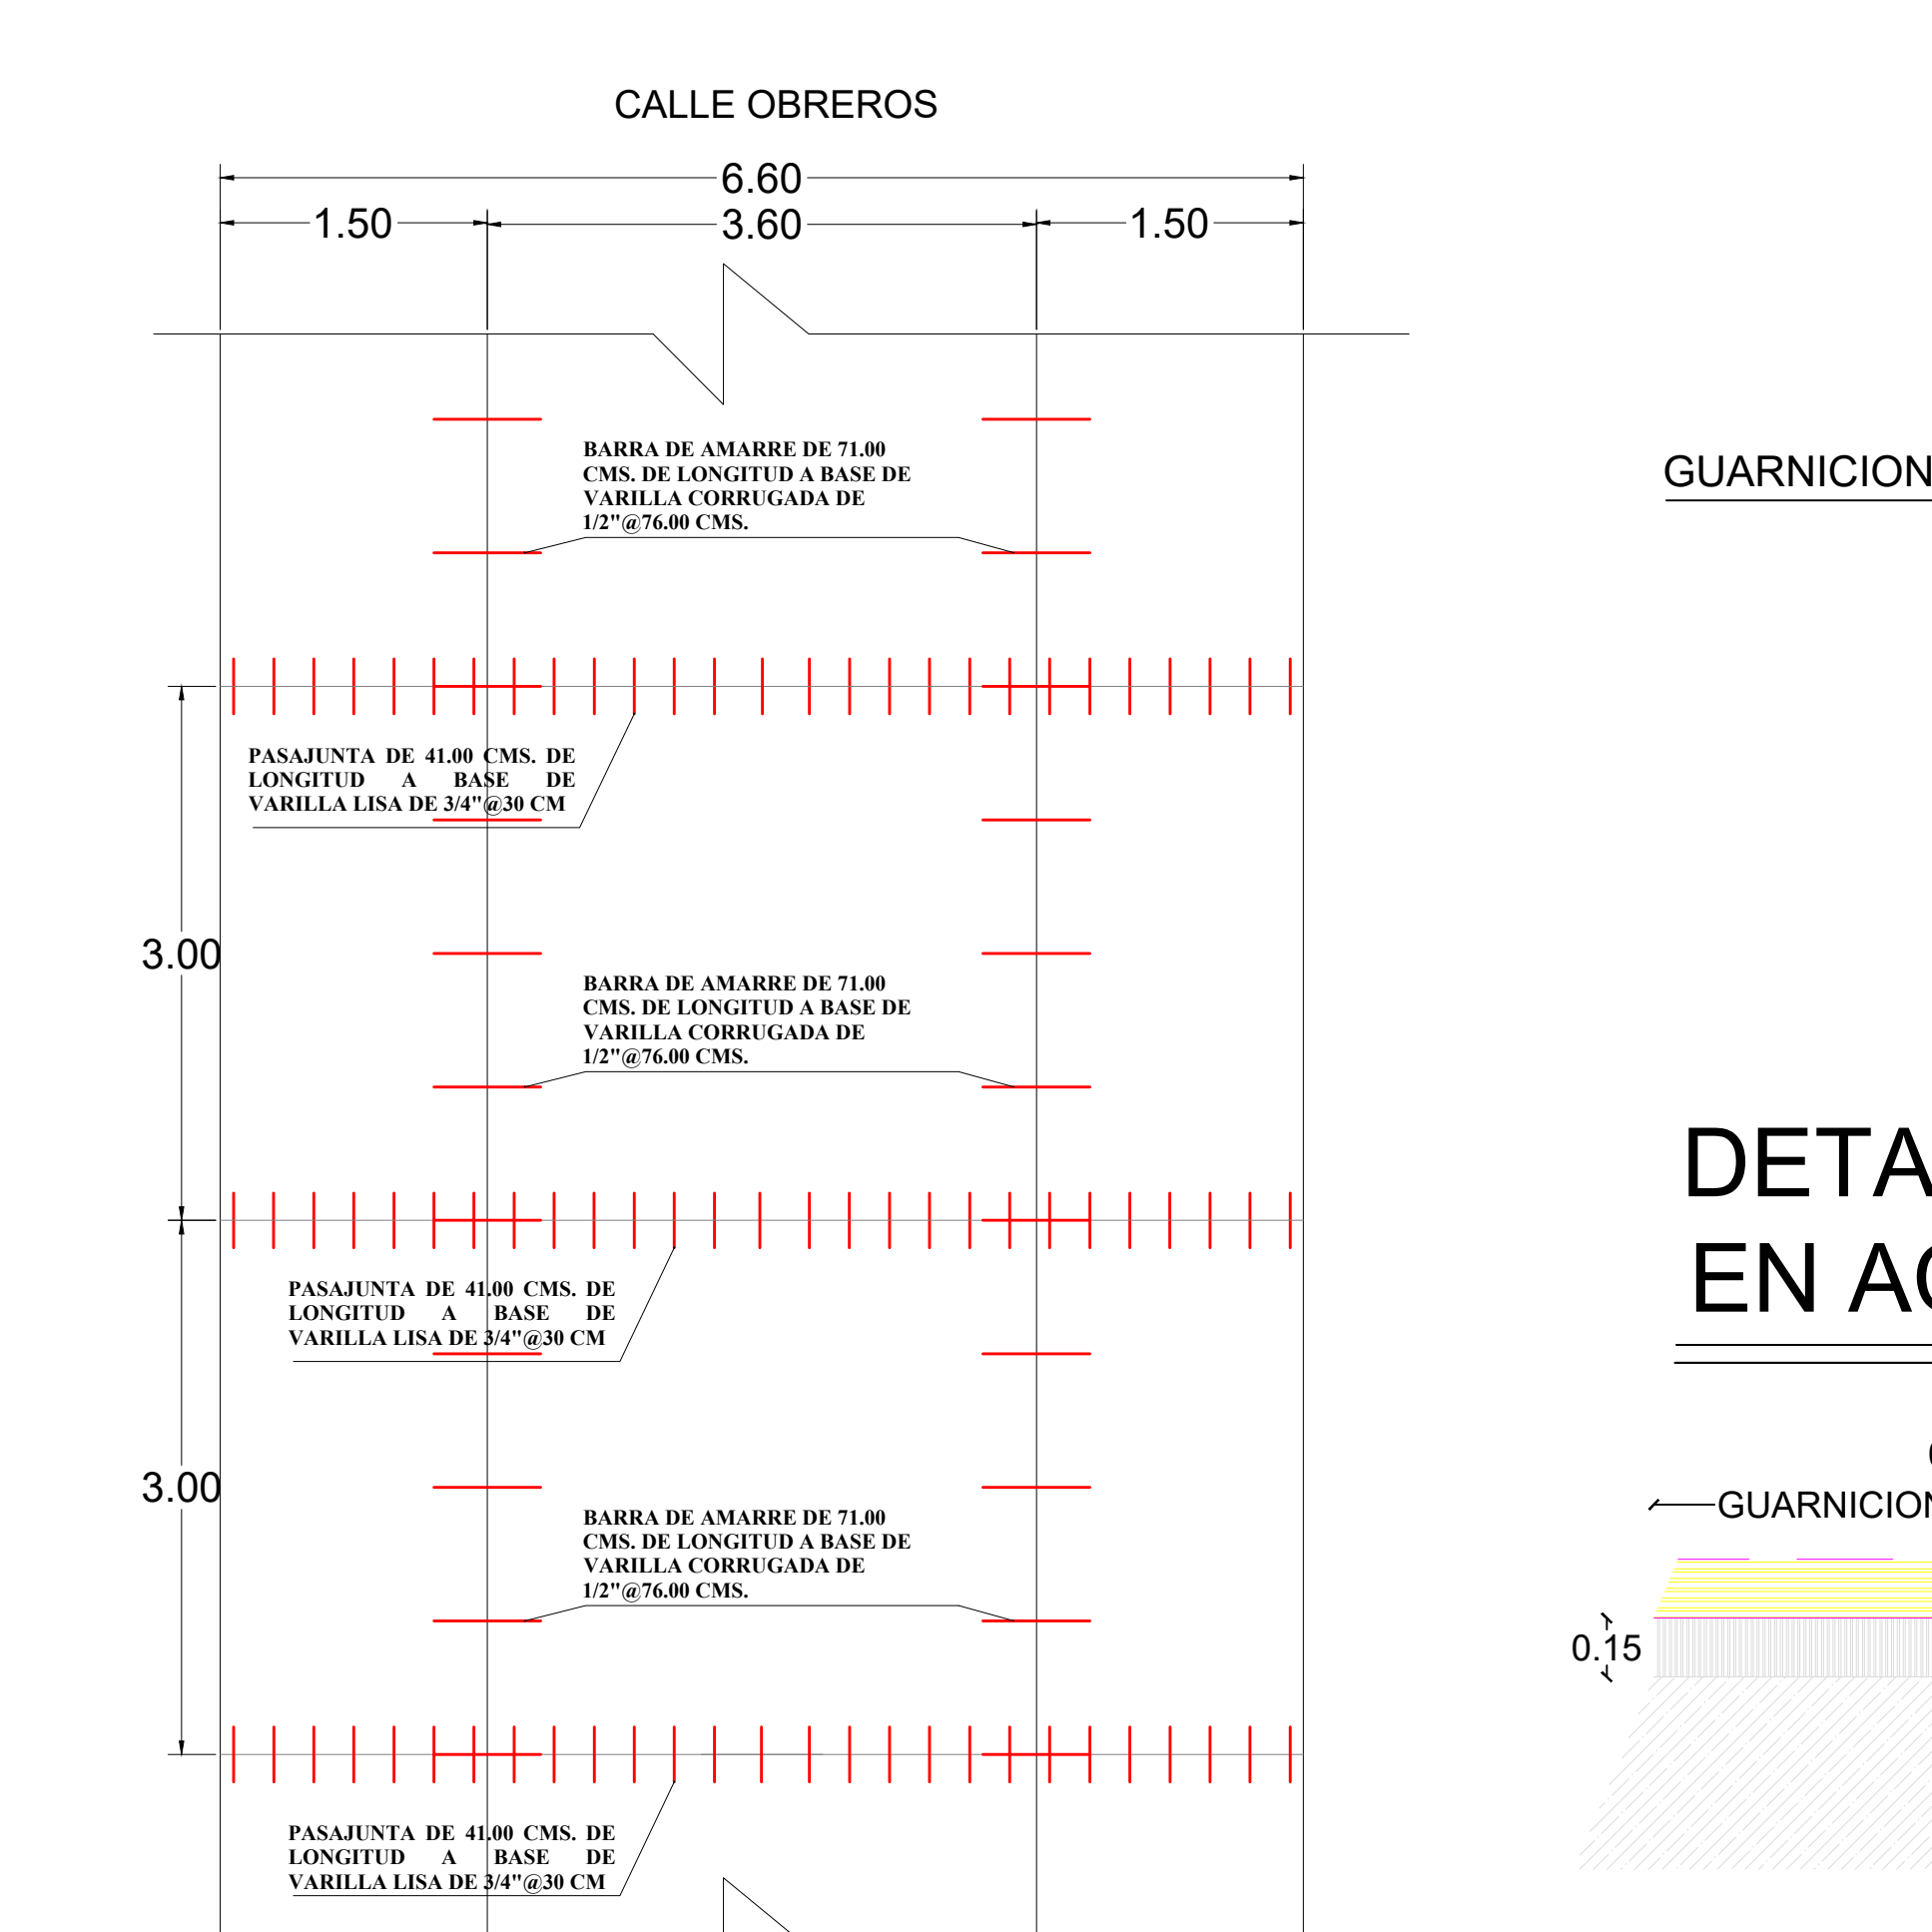 CALLE OBREROS
6.60
1.50
3.60
1.50
BARRA DE AMARRE DE 71.00
CMS. DE LONGITUD A BASE DE
VARILLA CORRUGADA DE
1/2"@76.00 CMS.
GUARNICION
PASAJUNTA DE 41.00 CMS. DE
LONGITUD A BASE DE
VARILLA LISA DE 3/4"@30 CM
3.00
BARRA DE AMARRE DE 71.00
CMS. DE LONGITUD A BASE DE
VARILLA CORRUGADA DE
1/2"@76.00 CMS.
PASAJUNTA DE 41.00 CMS. DE
LONGITUD A BASE DE
VARILLA LISA DE 3/4"@30 CM
3.00
BARRA DE AMARRE DE 71.00
CMS. DE LONGITUD A BASE DE
VARILLA CORRUGADA DE
1/2"@76.00 CMS.
PASAJUNTA DE 41.00 CMS. DE
LONGITUD A BASE DE
VARILLA LISA DE 3/4"@30 CM
DETA
EN
GUARNICION
0.15